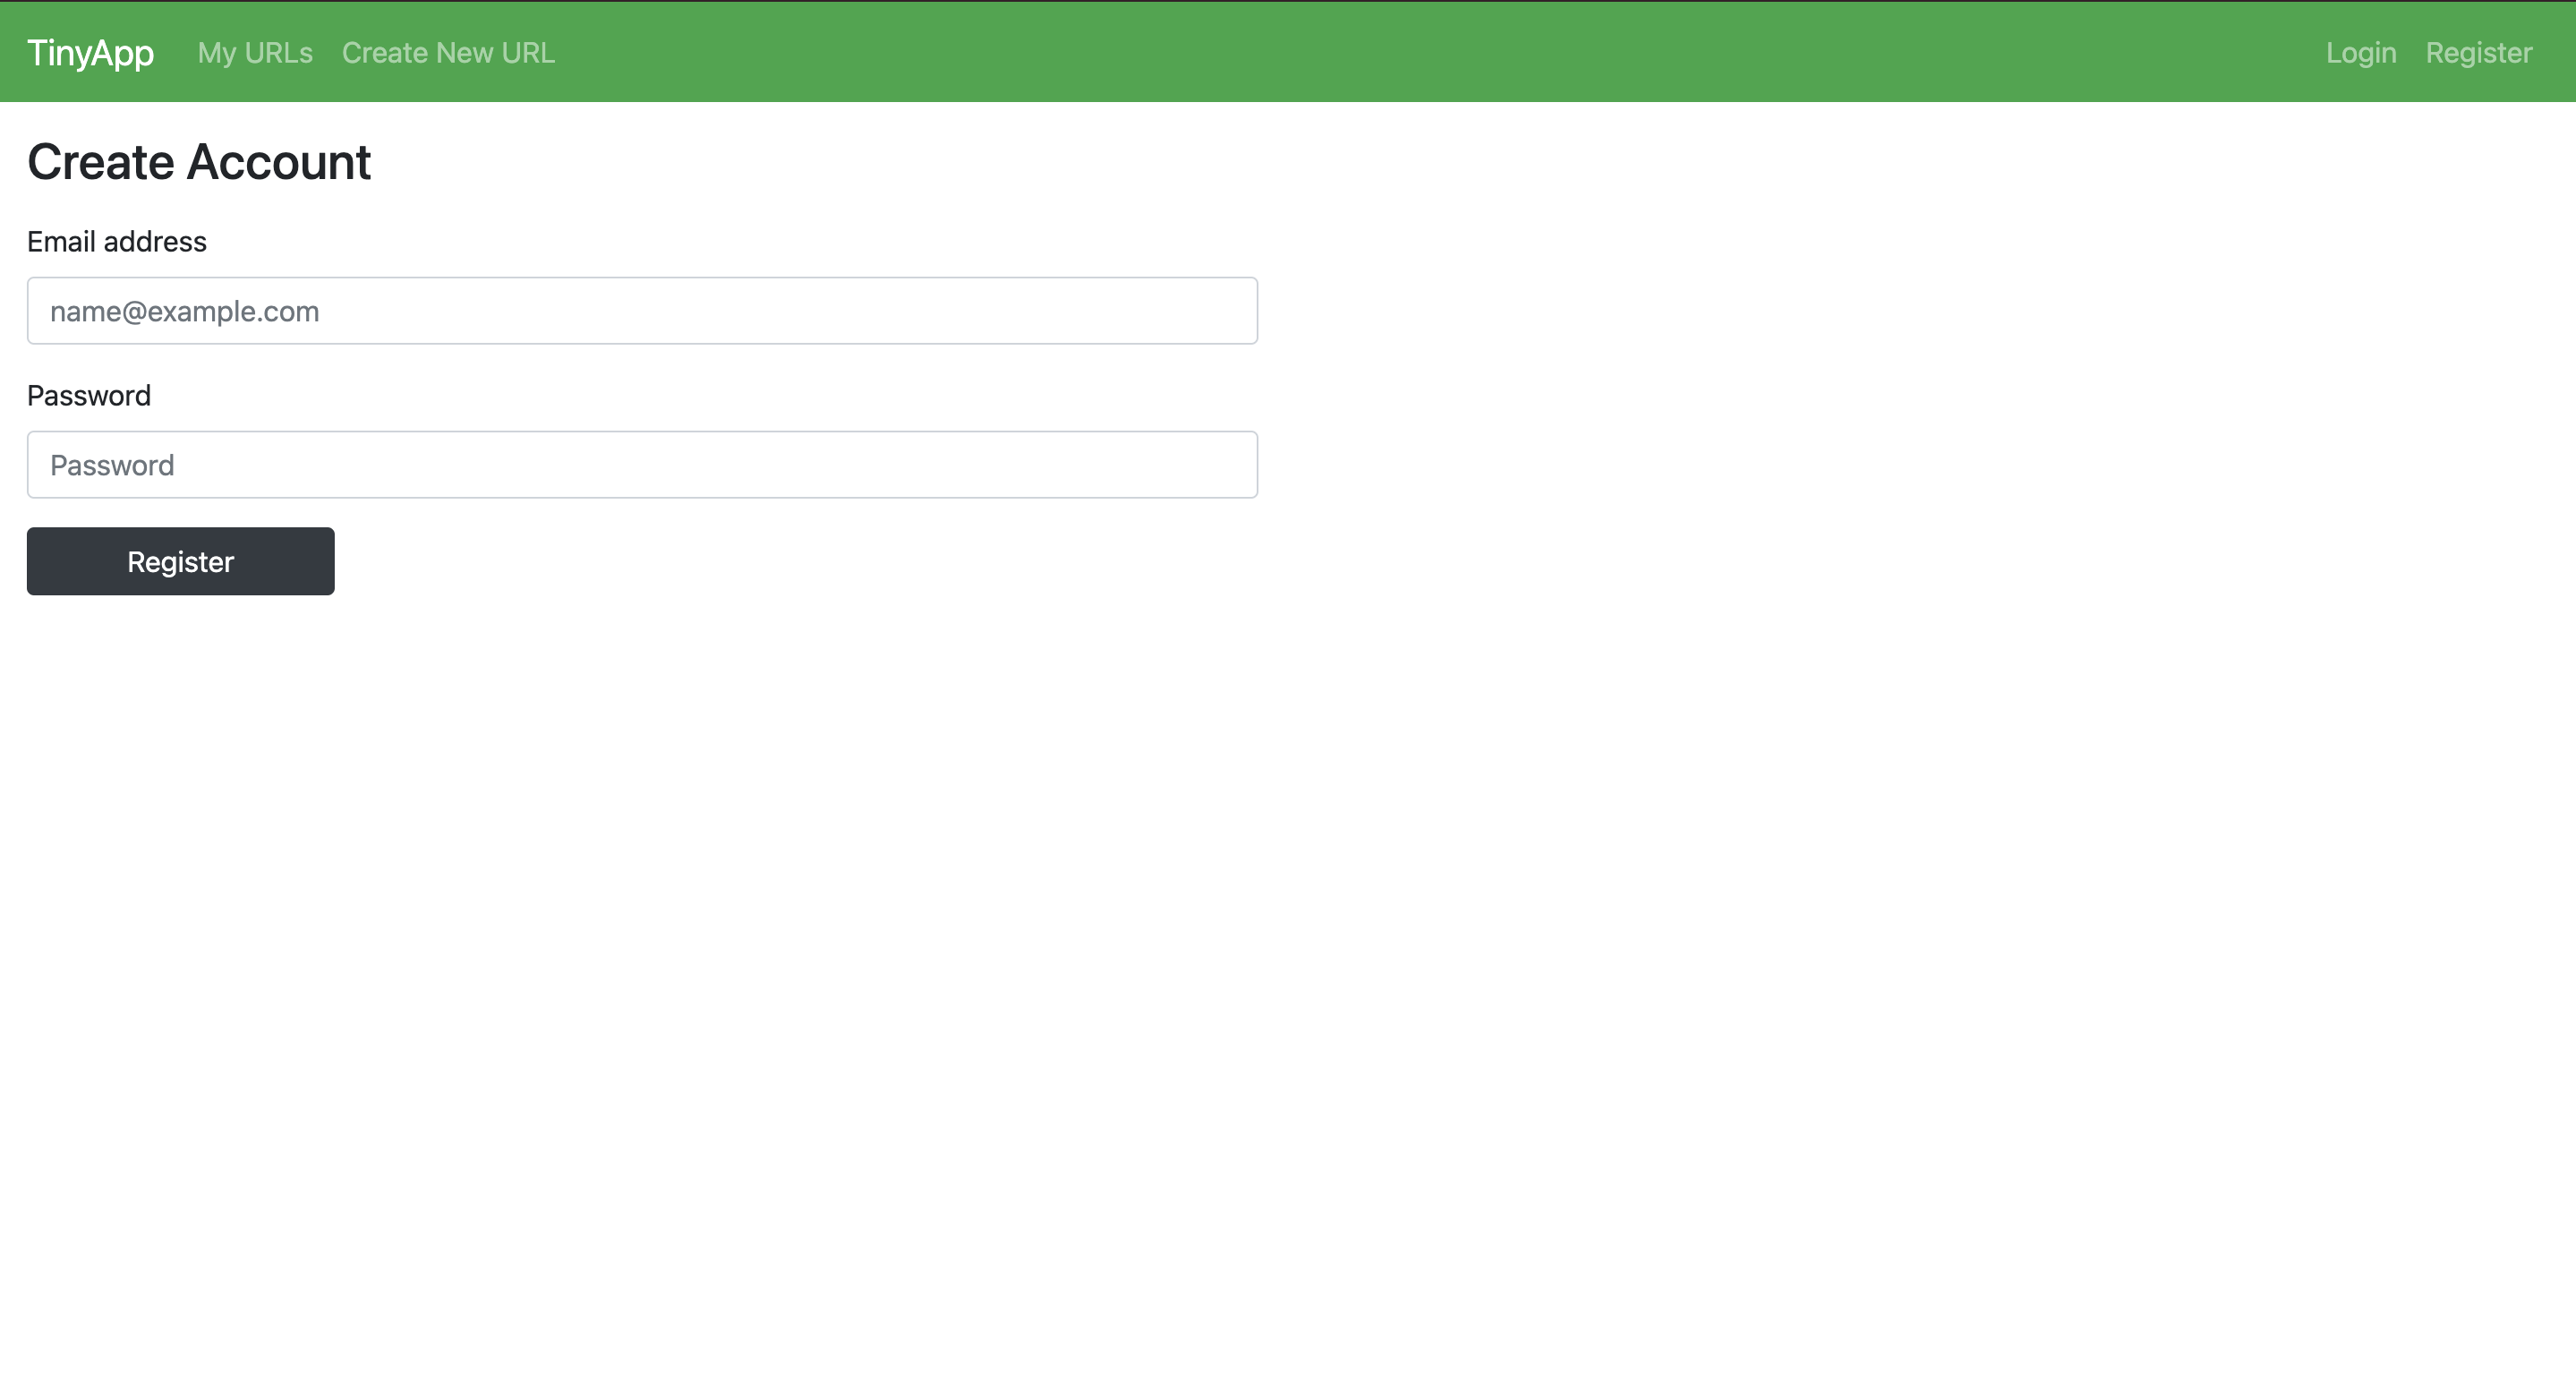 TinyApp My URLs Create New URL Login Register
Create Account
Email address
name@example.com
Password
Password
Register